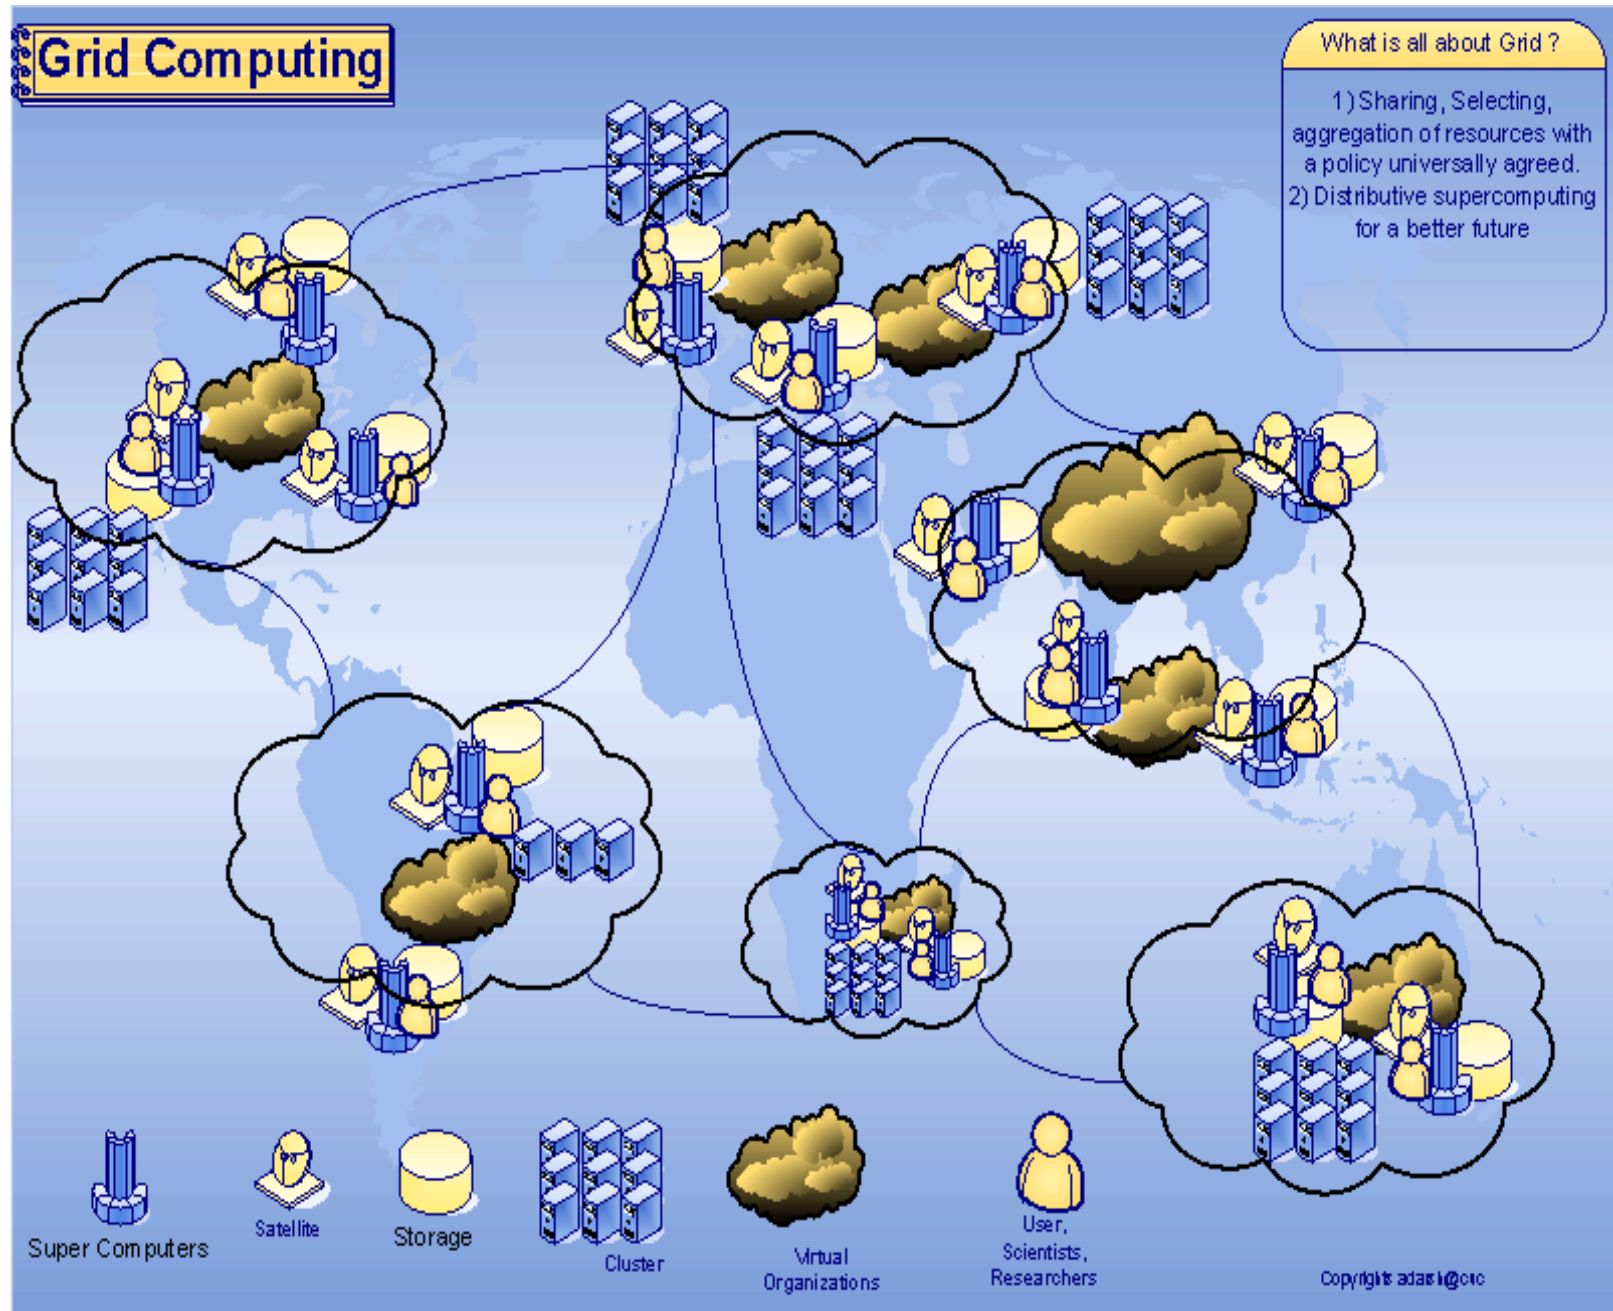 Grid Computing
What is all about Grid ?
1) Sharing, Selecting,
aggregation of resources with
a policy universally agreed.
2) Distributive supercomputing
for a better future
Super Computers
Satellite
Storage
Cluster
Virtual
Organizations
User,
Scientists,
Researchers
Copyrights